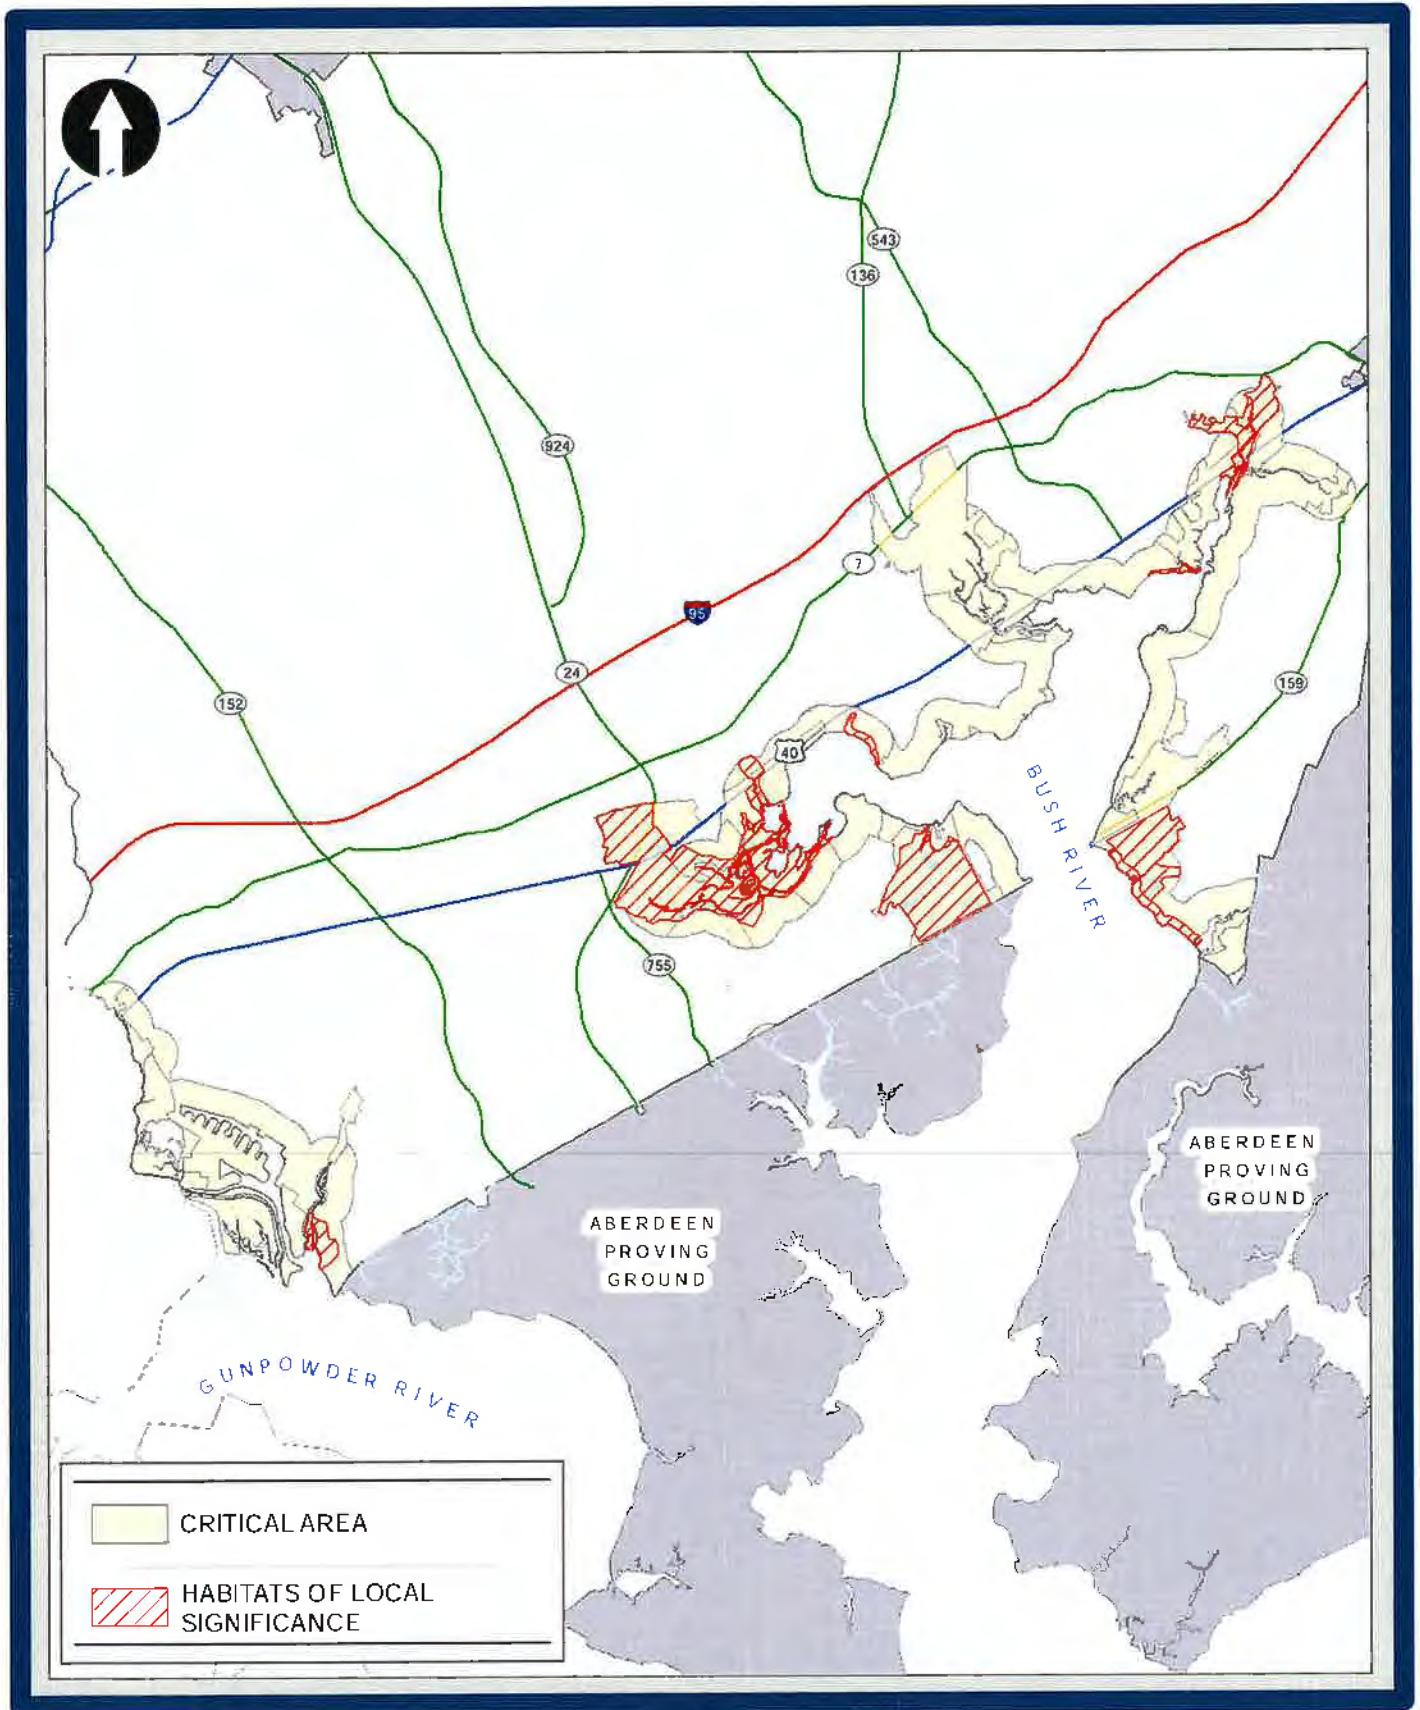 543
136
924
7
95
24
152
159
40
BUSH RIVER
755
ABERDEEN
PROVING
GROUND
ABERDEEN
PROVING
GROUND
GUNPOWDER RIVER
CRITICAL AREA
HABITATS OF LOCAL
SIGNIFICANCE